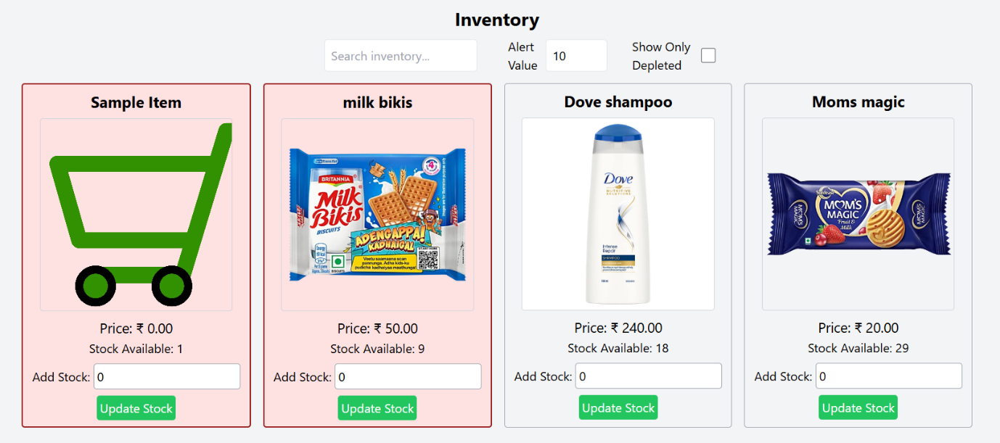 Inventory
Search inventory...
Alert
Value
10
Show Only
Depleted
Sample Item
milk bikis
Dove shampoo
Moms magic
BRITANNIA
Milk
Bikis
BISCUITS
ADENGAPPA!
KADHAIGAL
Veetu saamaana scan
pannunga. Adha kids-ku
pudicha kadhaiyaa maathunga!
Dove
NUTRITIVE
SOLUTIONS
Intense
Repair
SHAMPOO
Sunfeast
MOM'S
MAGIC
Fruit &
Milk
MOM'S
MAGIC
Price: ₹ 0.00
Price: ₹ 50.00
Price: ₹ 240.00
Price: ₹ 20.00
Stock Available: 1
Stock Available: 9
Stock Available: 18
Stock Available: 29
Add Stock: 0
Add Stock: 0
Add Stock: 0
Add Stock: 0
Update Stock
Update Stock
Update Stock
Update Stock